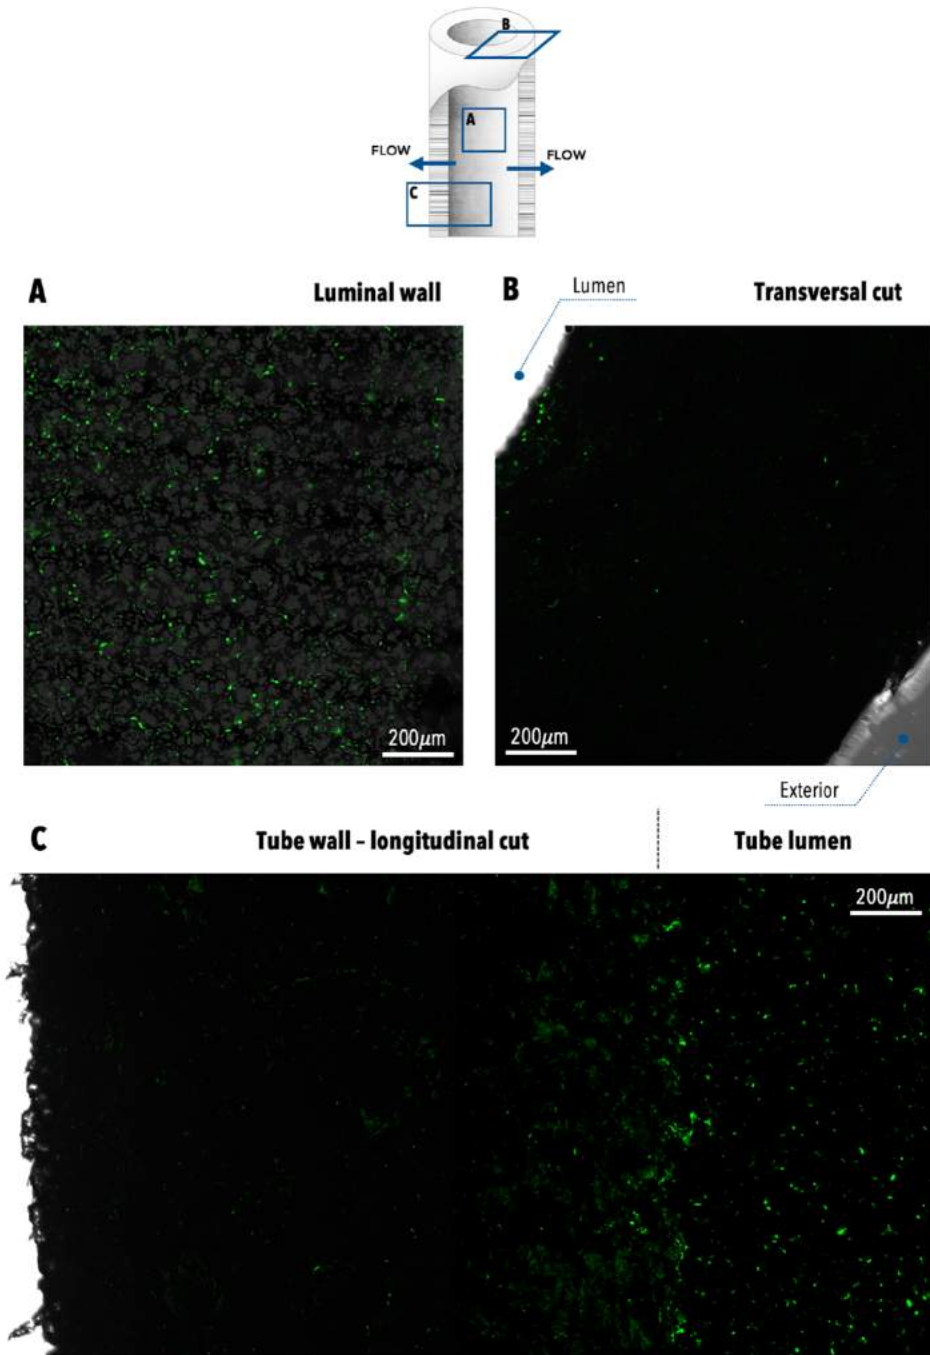 B
A
FLOW
FLOW
C
A
Luminal wall
B
Lumen
Transversal cut
200μm
200μm
Exterior
C
Tube wall – longitudinal cut
Tube lumen
200μm